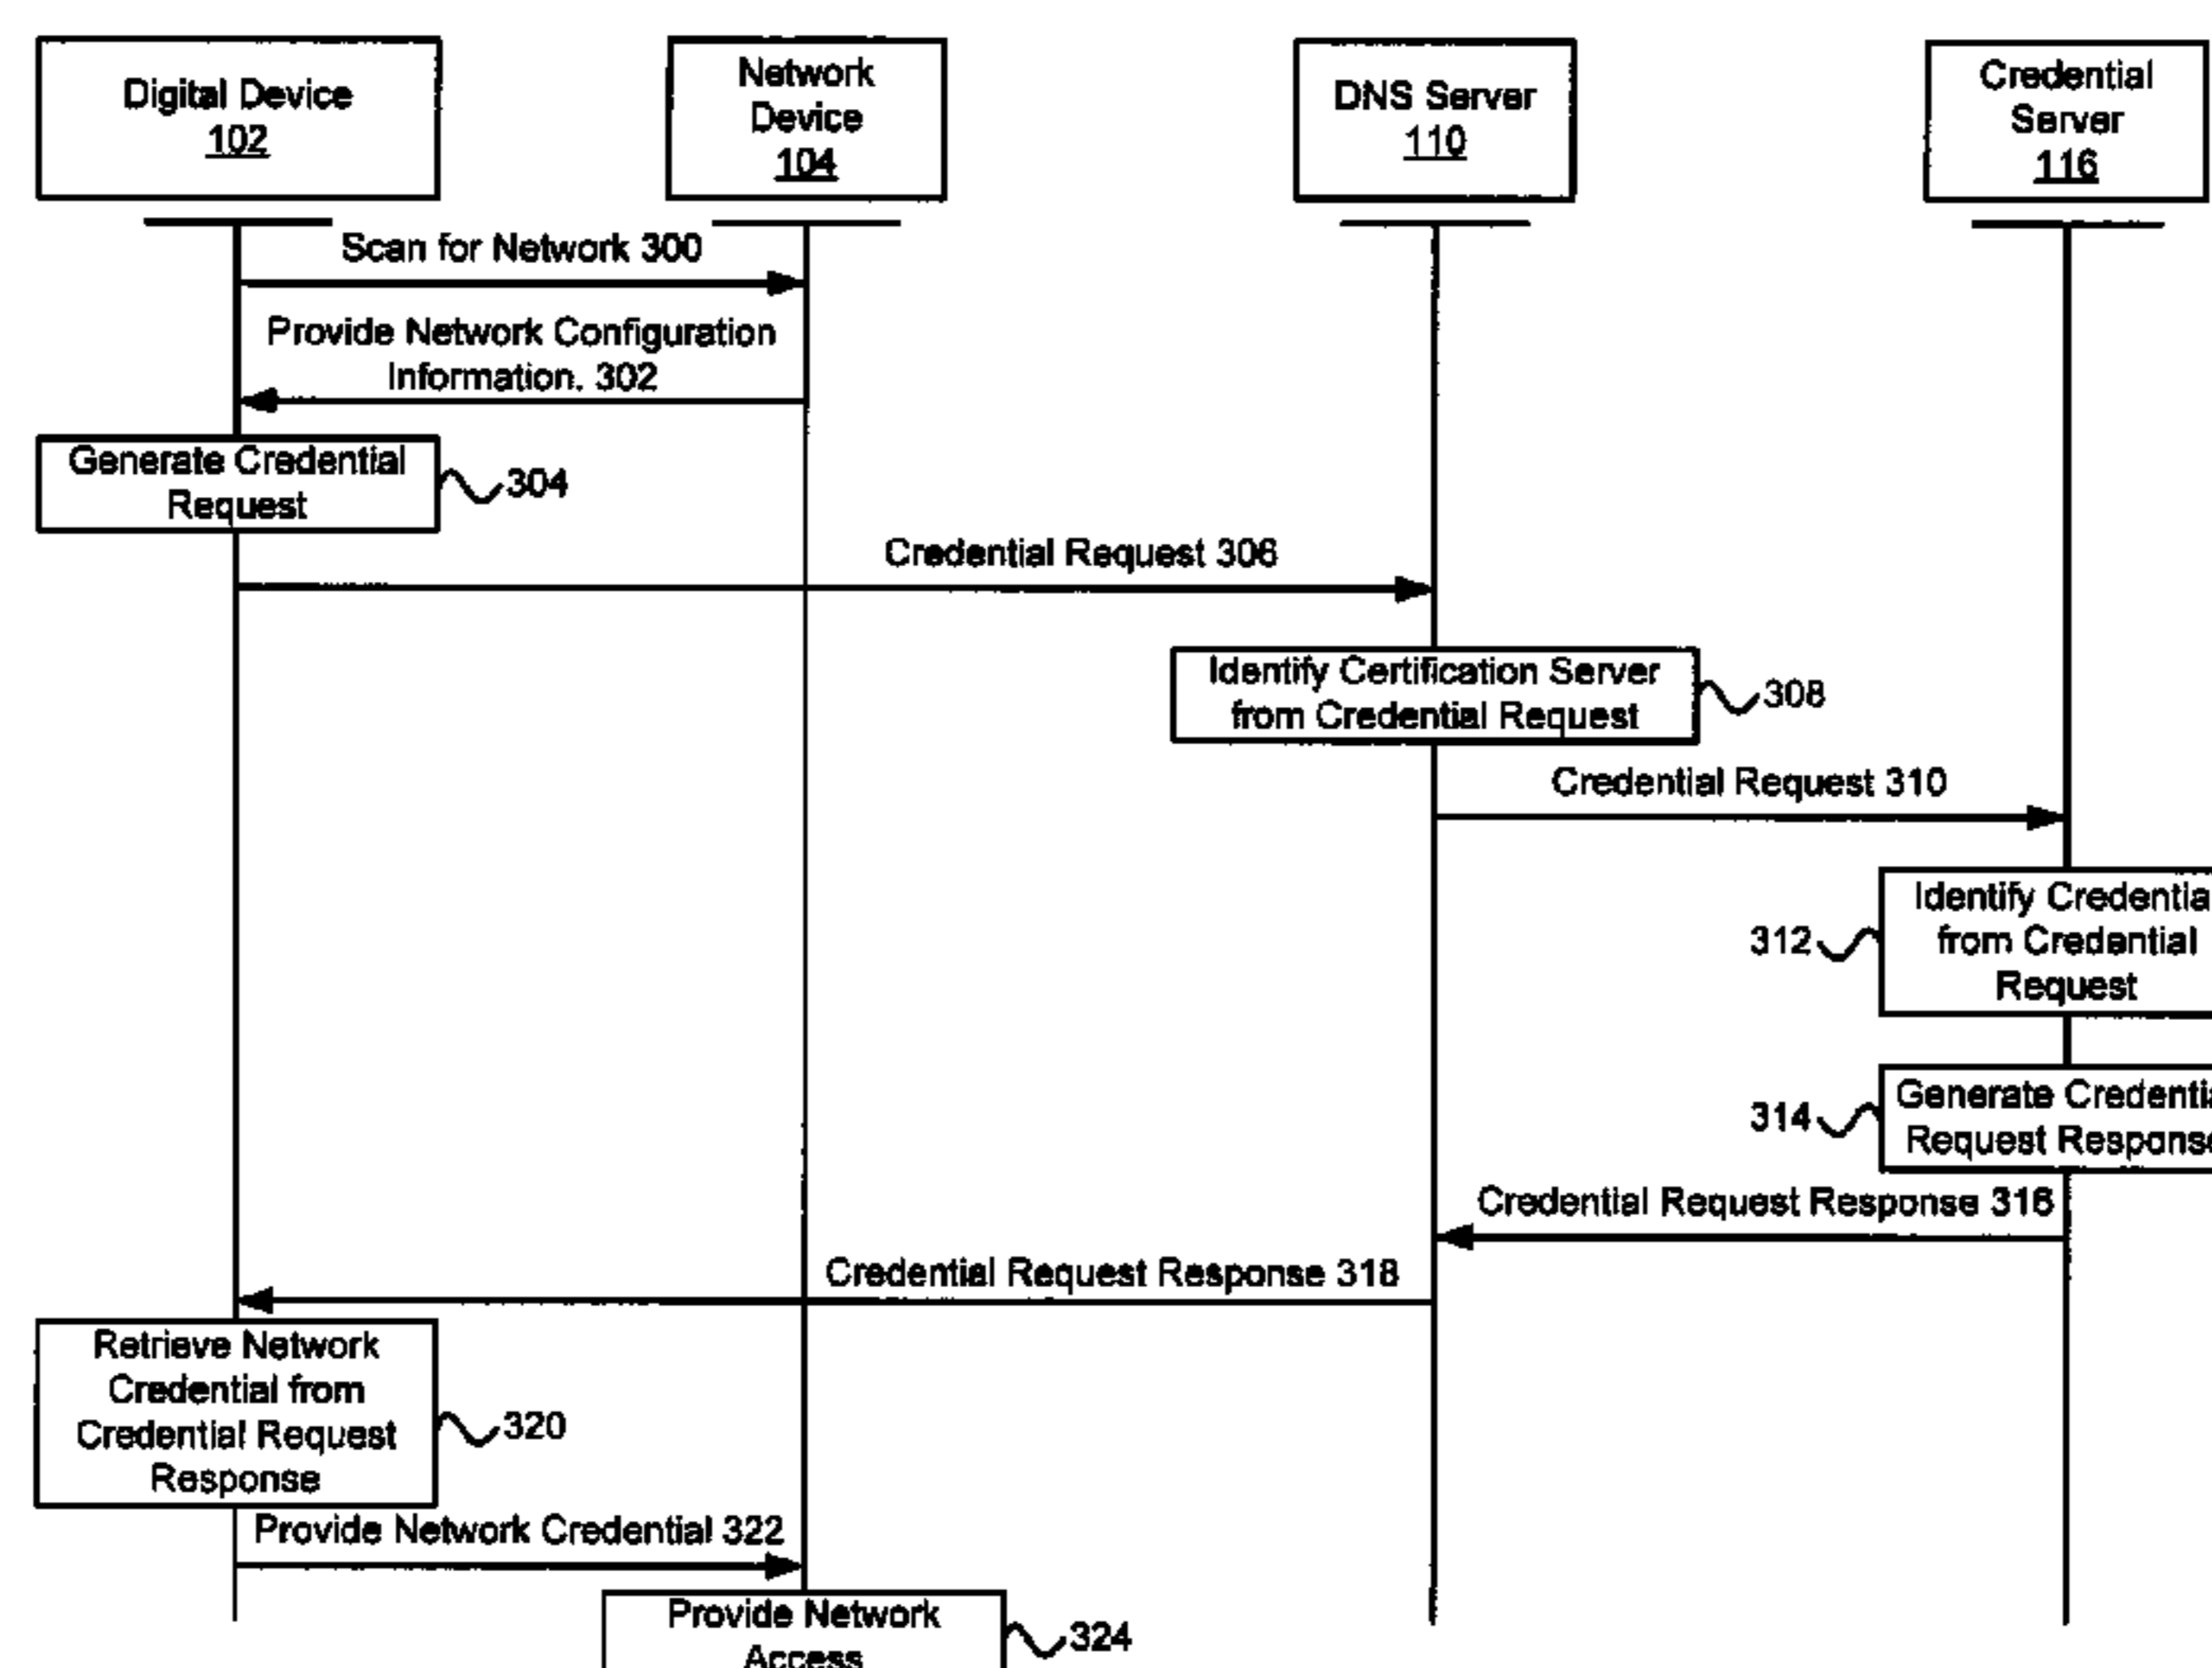 Digital Device
102
Network
Device
104
DNS Server
110
Credential
Server
116
Scan for Network 300
Provide Network Configuration
Information. 302
Generate Credential
Request
304
Credential Request 306
Identify Certification Server
from Credential Request
308
Credential Request 310
Identify Credentia
from Credential
Request
312
Generate Credentia
Request Response
314
Credential Request Response 316
Credential Request Response 318
Retrieve Network
Credential from
Credential Request
Response
320
Provide Network Credential 322
Provide Network
Access
324